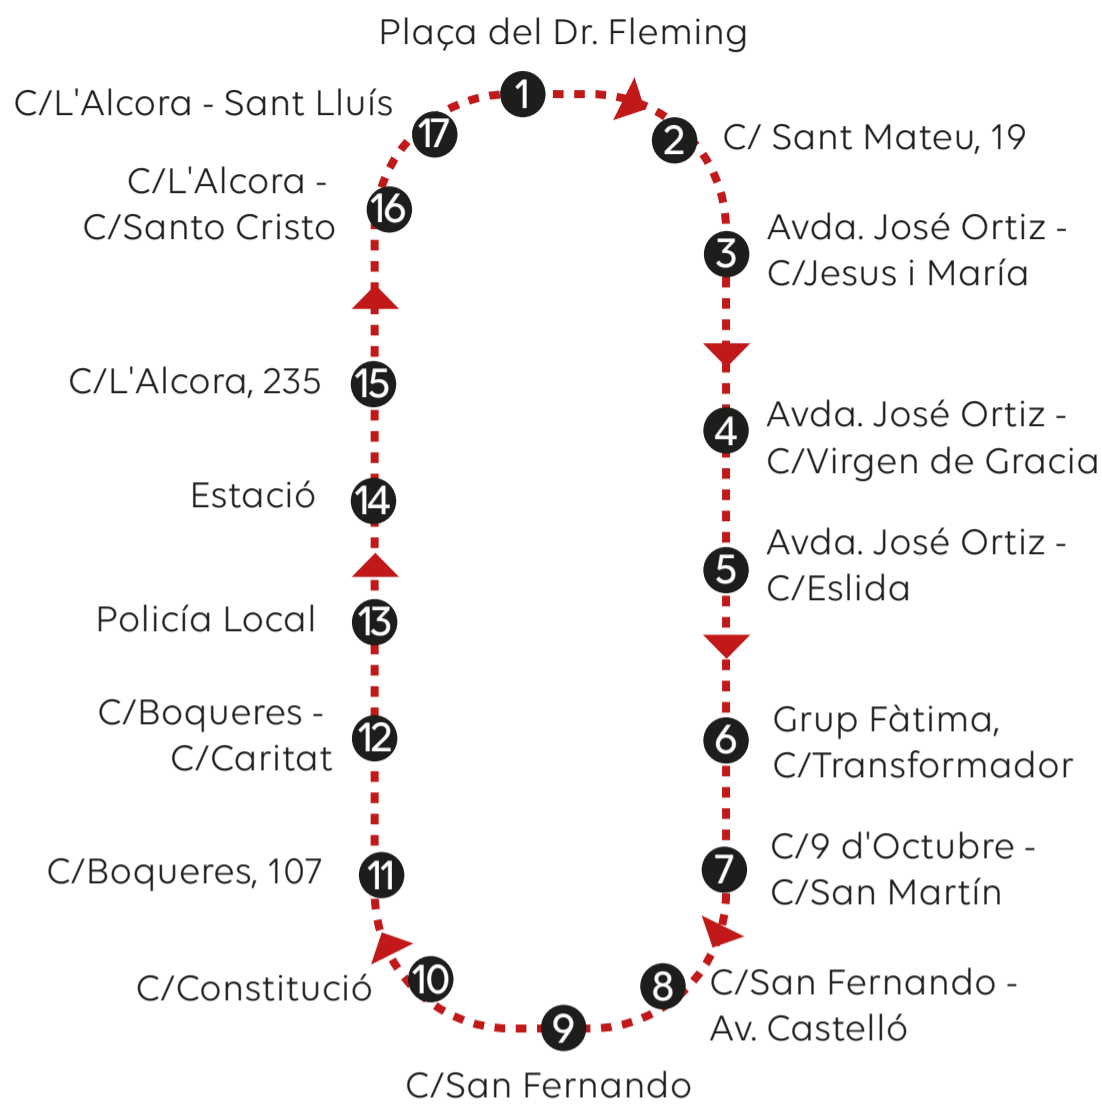 Plaça del Dr. Fleming
1
2
C/ Sant Mateu, 19
3
Avda. José Ortiz -
C/Jesus i María
4
Avda. José Ortiz -
C/Virgen de Gracia
5
Avda. José Ortiz -
C/Eslida
6
Grup Fàtima,
C/Transformador
7
C/9 d'Octubre -
C/San Martín
8
C/San Fernando -
Av. Castelló
9
C/San Fernando
10
C/Constitució
11
C/Boqueres, 107
12
C/Boqueres -
C/Caritat
13
Policía Local
14
Estació
15
C/L'Alcora, 235
16
C/L'Alcora -
C/Santo Cristo
17
C/L'Alcora - Sant Lluís